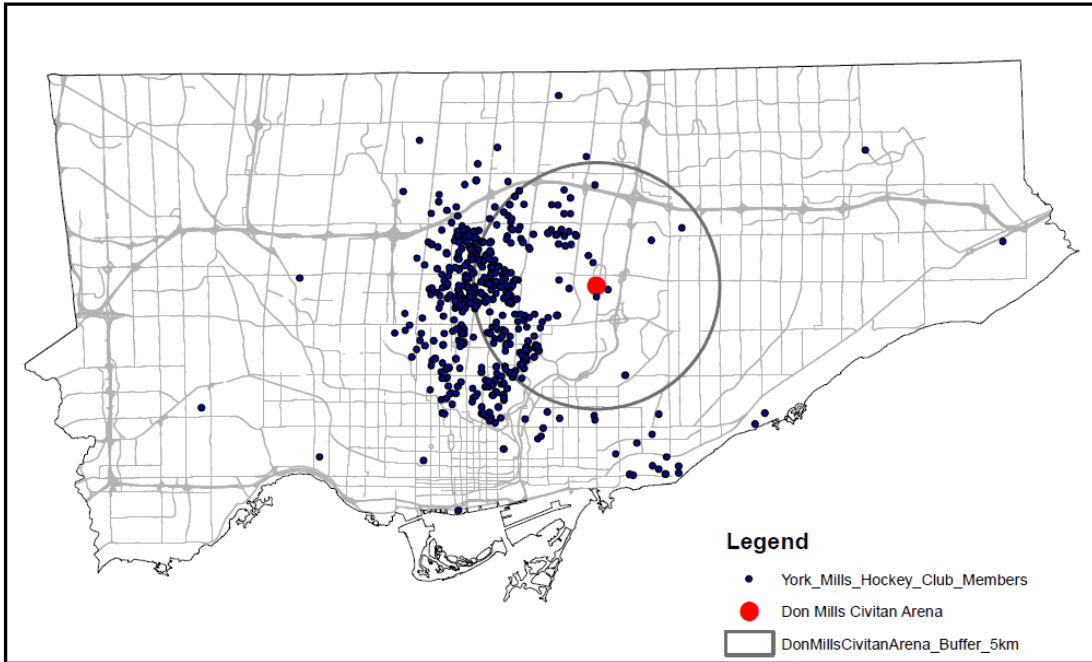 Legend
York_Mills_Hockey_Club_Members
Don Mills Civitan Arena
DonMillsCivitanArena_Buffer_5km